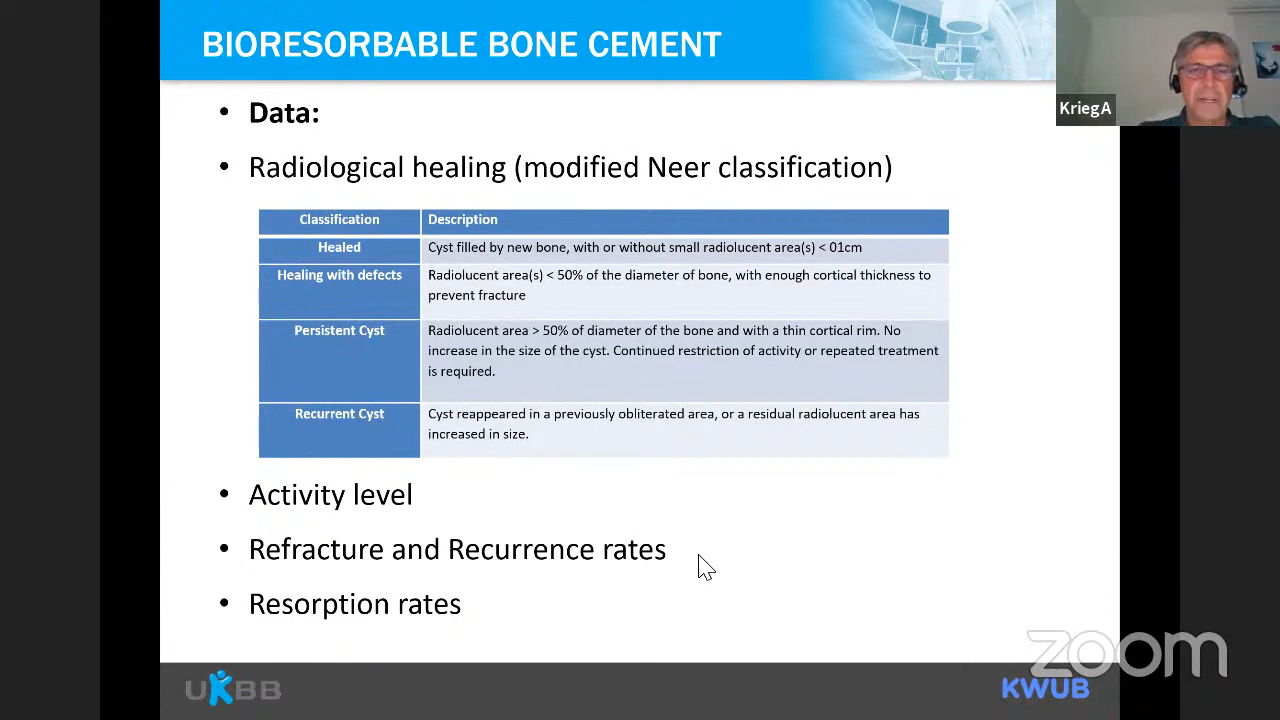 BIORESORBABLE BONE CEMENT
KriegA
• Data:
• Radiological healing (modified Neer classification)
Classification Description
Healed Cyst filled by new bone, with or without small radiolucent area(s) < 01cm
Healing with defects Radiolucent area(s) < 50% of the diameter of bone, with enough cortical thickness to
prevent fracture
Persistent Cyst Radiolucent area > 50% of diameter of the bone and with a thin cortical rim. No
increase in the size of the cyst. Continued restriction of activity or repeated treatment
is required.
Recurrent Cyst Cyst reappeared in a previously obliterated area, or a residual radiolucent area has
increased in size.
• Activity level
• Refracture and Recurrence rates
• Resorption rates
zoom
UKBB
KWUB